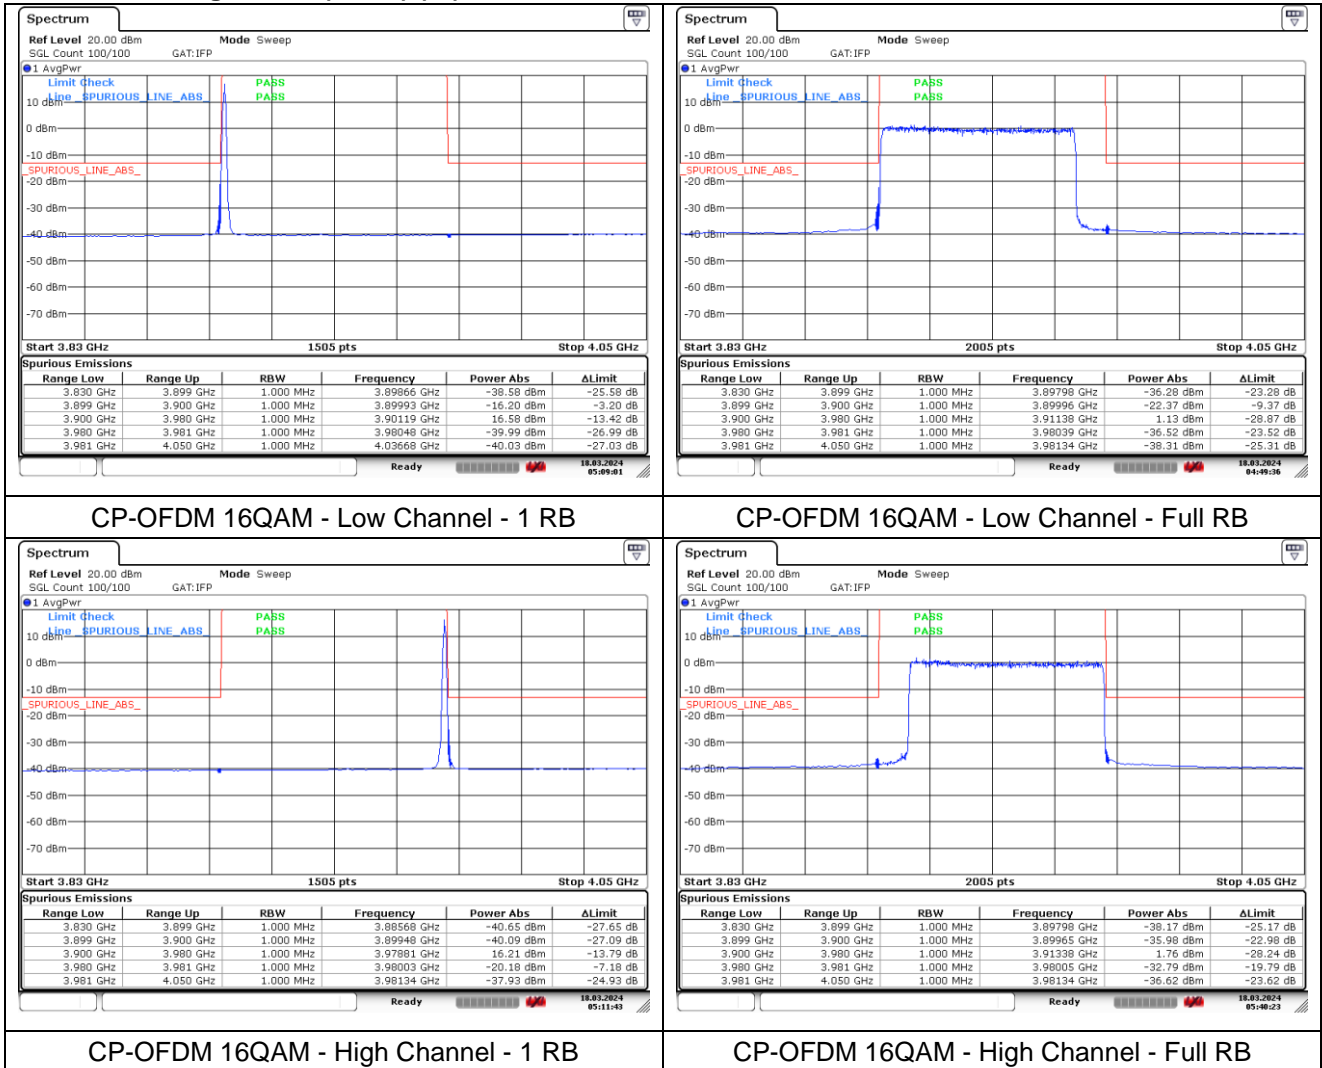 Spectrum
Ref Level 20.00 dBm Mode Sweep
SGL Count 100/100 GAT:IFP
1 AvgPwr
Limit Check PASS
Line _SPURIOUS_LINE_ABS_ PASS
10 dBm
0 dBm
-10 dBm
_SPURIOUS_LINE_ABS_
-20 dBm
-30 dBm
-40 dBm
-50 dBm
-60 dBm
-70 dBm
Start 3.83 GHz 1505 pts Stop 4.05 GHz
Spurious Emissions
Range Low Range Up RBW Frequency Power Abs ΔLimit
3.830 GHz 3.899 GHz 1.000 MHz 3.89866 GHz -38.58 dBm -25.58 dB
3.899 GHz 3.900 GHz 1.000 MHz 3.89993 GHz -16.20 dBm -3.20 dB
3.900 GHz 3.980 GHz 1.000 MHz 3.90119 GHz 16.58 dBm -13.42 dB
3.980 GHz 3.981 GHz 1.000 MHz 3.98048 GHz -39.99 dBm -26.99 dB
3.981 GHz 4.050 GHz 1.000 MHz 4.03668 GHz -40.03 dBm -27.03 dB
Ready 18.03.2024
05:09:01
CP-OFDM 16QAM - Low Channel - 1 RB
Spectrum
Ref Level 20.00 dBm Mode Sweep
SGL Count 100/100 GAT:IFP
1 AvgPwr
Limit Check PASS
Line _SPURIOUS_LINE_ABS_ PASS
10 dBm
0 dBm
-10 dBm
_SPURIOUS_LINE_ABS_
-20 dBm
-30 dBm
-40 dBm
-50 dBm
-60 dBm
-70 dBm
Start 3.83 GHz 2005 pts Stop 4.05 GHz
Spurious Emissions
Range Low Range Up RBW Frequency Power Abs ΔLimit
3.830 GHz 3.899 GHz 1.000 MHz 3.89798 GHz -36.28 dBm -23.28 dB
3.899 GHz 3.900 GHz 1.000 MHz 3.89996 GHz -22.37 dBm -9.37 dB
3.900 GHz 3.980 GHz 1.000 MHz 3.91138 GHz 1.13 dBm -28.87 dB
3.980 GHz 3.981 GHz 1.000 MHz 3.98039 GHz -36.52 dBm -23.52 dB
3.981 GHz 4.050 GHz 1.000 MHz 3.98134 GHz -38.31 dBm -25.31 dB
Ready 18.03.2024
04:49:36
CP-OFDM 16QAM - Low Channel - Full RB
Spectrum
Ref Level 20.00 dBm Mode Sweep
SGL Count 100/100 GAT:IFP
1 AvgPwr
Limit Check PASS
Line _SPURIOUS_LINE_ABS_ PASS
10 dBm
0 dBm
-10 dBm
_SPURIOUS_LINE_ABS_
-20 dBm
-30 dBm
-40 dBm
-50 dBm
-60 dBm
-70 dBm
Start 3.83 GHz 1505 pts Stop 4.05 GHz
Spurious Emissions
Range Low Range Up RBW Frequency Power Abs ΔLimit
3.830 GHz 3.899 GHz 1.000 MHz 3.88568 GHz -40.65 dBm -27.65 dB
3.899 GHz 3.900 GHz 1.000 MHz 3.89948 GHz -40.09 dBm -27.09 dB
3.900 GHz 3.980 GHz 1.000 MHz 3.97881 GHz 16.21 dBm -13.79 dB
3.980 GHz 3.981 GHz 1.000 MHz 3.98003 GHz -20.18 dBm -7.18 dB
3.981 GHz 4.050 GHz 1.000 MHz 3.98134 GHz -37.93 dBm -24.93 dB
Ready 18.03.2024
05:11:43
CP-OFDM 16QAM - High Channel - 1 RB
Spectrum
Ref Level 20.00 dBm Mode Sweep
SGL Count 100/100 GAT:IFP
1 AvgPwr
Limit Check PASS
Line _SPURIOUS_LINE_ABS_ PASS
10 dBm
0 dBm
-10 dBm
_SPURIOUS_LINE_ABS_
-20 dBm
-30 dBm
-40 dBm
-50 dBm
-60 dBm
-70 dBm
Start 3.83 GHz 2005 pts Stop 4.05 GHz
Spurious Emissions
Range Low Range Up RBW Frequency Power Abs ΔLimit
3.830 GHz 3.899 GHz 1.000 MHz 3.89798 GHz -38.17 dBm -25.17 dB
3.899 GHz 3.900 GHz 1.000 MHz 3.89965 GHz -35.98 dBm -22.98 dB
3.900 GHz 3.980 GHz 1.000 MHz 3.91338 GHz 1.76 dBm -28.24 dB
3.980 GHz 3.981 GHz 1.000 MHz 3.98005 GHz -32.79 dBm -19.79 dB
3.981 GHz 4.050 GHz 1.000 MHz 3.98134 GHz -36.62 dBm -23.62 dB
Ready 18.03.2024
05:40:23
CP-OFDM 16QAM - High Channel - Full RB